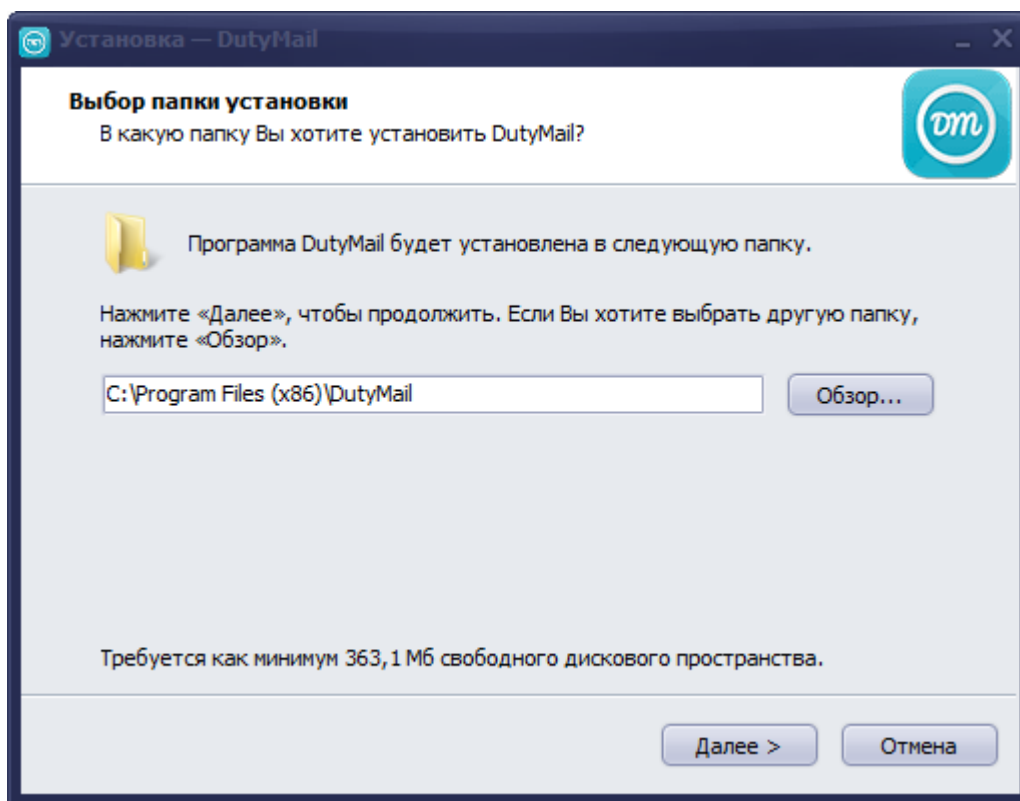 Установка — DutyMail
Выбор папки установки
В какую папку Вы хотите установить DutyMail?
dm
Программа DutyMail будет установлена в следующую папку.
Нажмите «Далее», чтобы продолжить. Если Вы хотите выбрать другую папку,
нажмите «Обзор».
C:\Program Files (x86)\DutyMail
Обзор...
Требуется как минимум 363,1 Мб свободного дискового пространства.
Далее >
Отмена